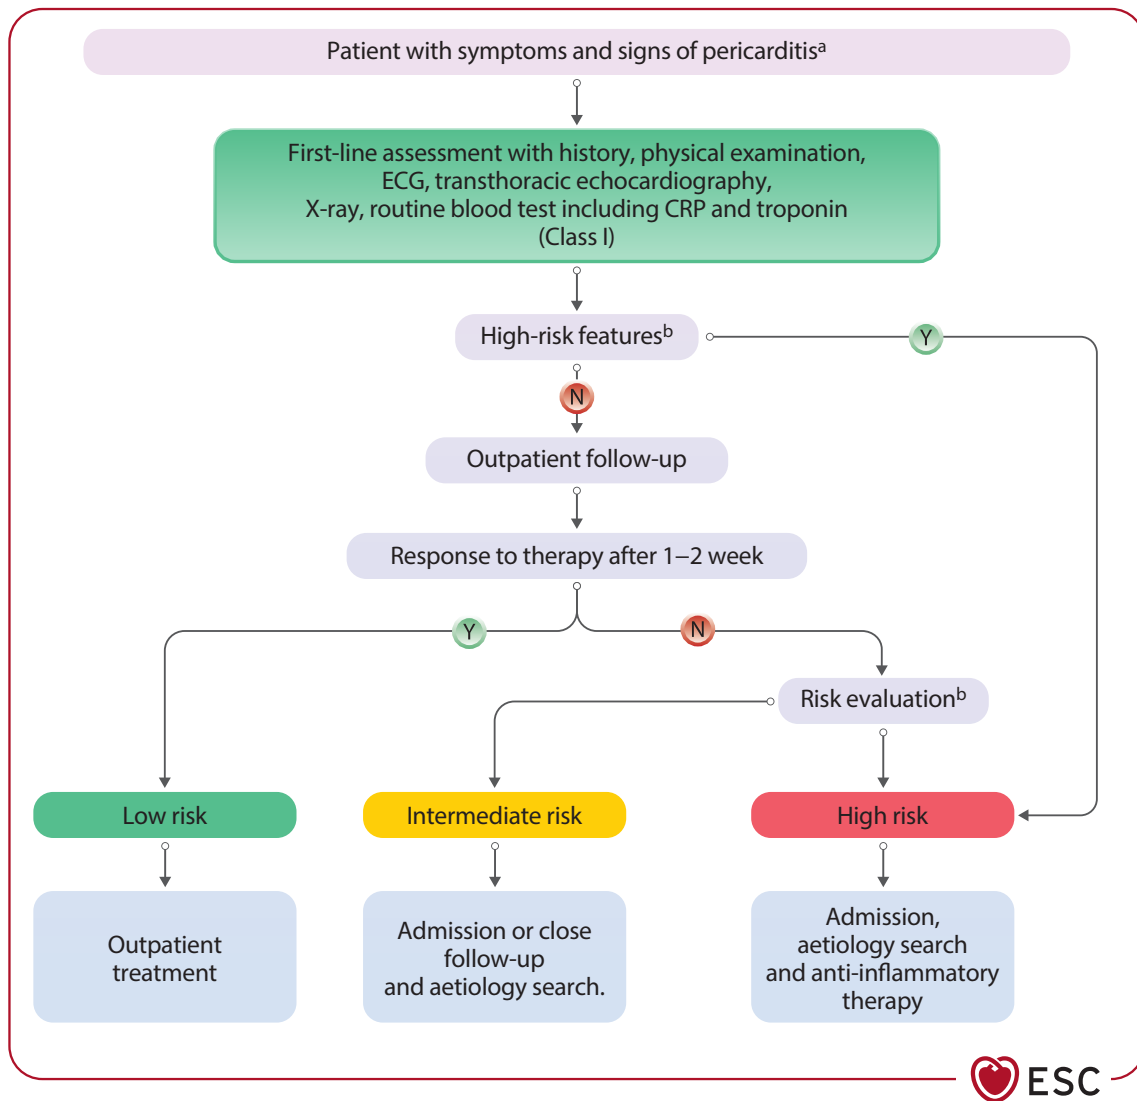 Patient with symptoms and signs of pericarditisᵃ
First-line assessment with history, physical examination,
ECG, transthoracic echocardiography,
X-ray, routine blood test including CRP and troponin
(Class I)
High-risk featuresᵇ
Y
N
Outpatient follow-up
Response to therapy after 1–2 week
Y
N
Risk evaluationᵇ
Low risk
Intermediate risk
High risk
Outpatient
treatment
Admission or close
follow-up
and aetiology search.
Admission,
aetiology search
and anti-inflammatory
therapy
ESC